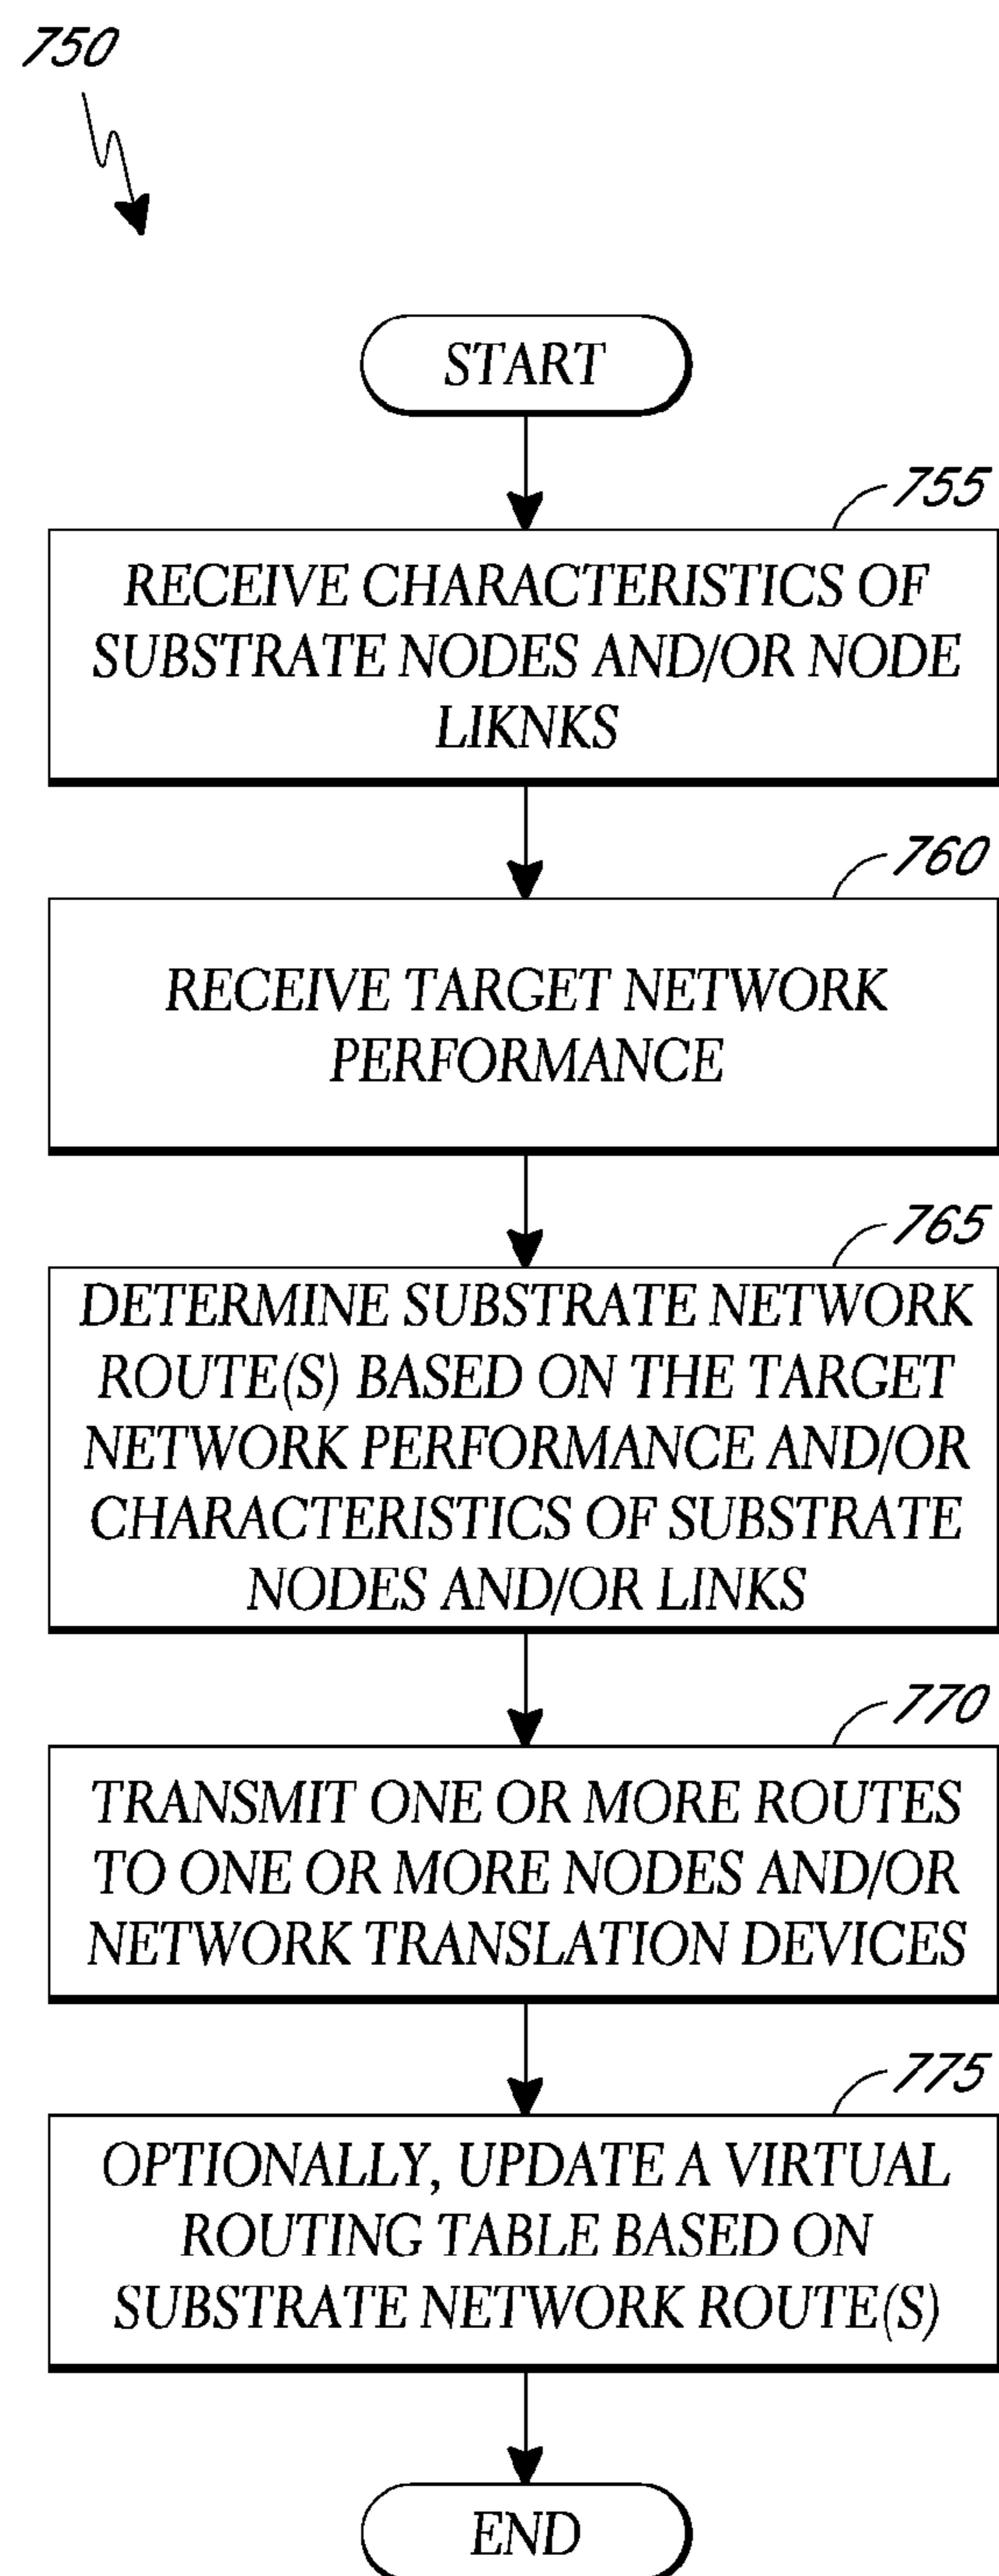 750
START
755
RECEIVE CHARACTERISTICS OF
SUBSTRATE NODES AND/OR NODE
LIKNKS
760
RECEIVE TARGET NETWORK
PERFORMANCE
765
DETERMINE SUBSTRATE NETWORK
ROUTE(S) BASED ON THE TARGET
NETWORK PERFORMANCE AND/OR
CHARACTERISTICS OF SUBSTRATE
NODES AND/OR LINKS
770
TRANSMIT ONE OR MORE ROUTES
TO ONE OR MORE NODES AND/OR
NETWORK TRANSLATION DEVICES
775
OPTIONALLY, UPDATE A VIRTUAL
ROUTING TABLE BASED ON
SUBSTRATE NETWORK ROUTE(S)
END